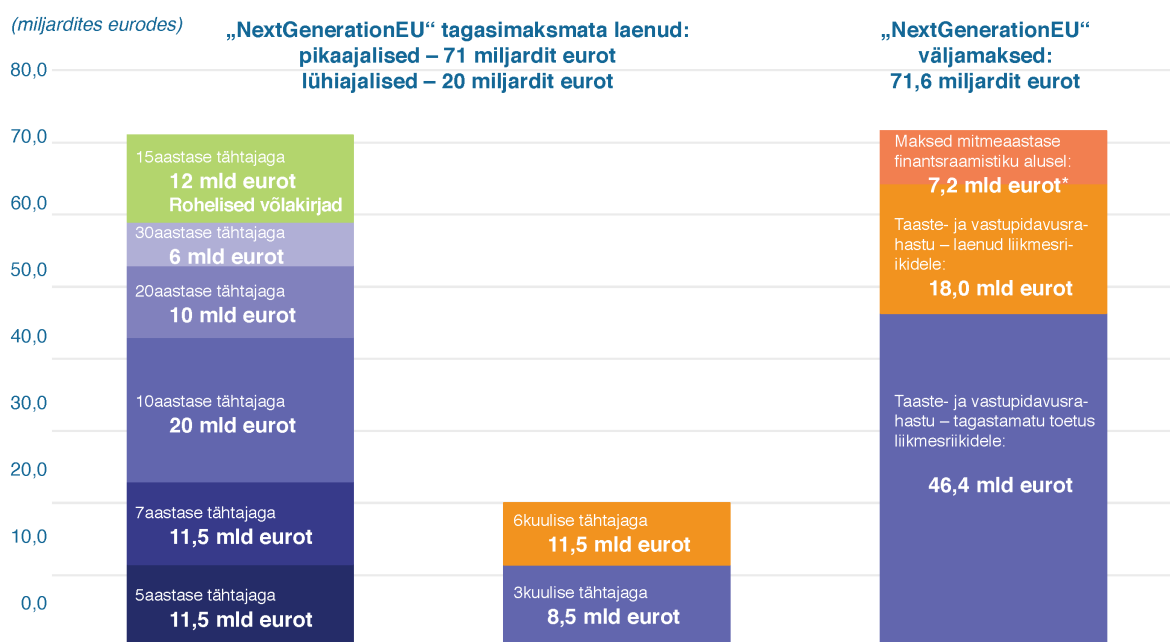 (miljardites eurodes)
„NextGenerationEU“ tagasimaksmata laenud:
pikaajalised – 71 miljardit eurot
lühiajalised – 20 miljardit eurot
„NextGenerationEU“
väljamaksed:
71,6 miljardit eurot
80,0
70,0
60,0
50,0
40,0
30,0
20,0
10,0
0,0
15aastase tähtajaga
12 mld eurot
Rohelised võlakirjad
30aastase tähtajaga
6 mld eurot
20aastase tähtajaga
10 mld eurot
10aastase tähtajaga
20 mld eurot
7aastase tähtajaga
11,5 mld eurot
5aastase tähtajaga
11,5 mld eurot
6kuulise tähtajaga
11,5 mld eurot
3kuulise tähtajaga
8,5 mld eurot
Maksed mitmeaastase
finantsraamistiku alusel:
7,2 mld eurot*
Taaste- ja vastupidavusra-
hastu – laenud liikmesri-
ikidele:
18,0 mld eurot
Taaste- ja vastupidavusra-
hastu – tagastamatu toetus
liikmesriikidele:
46,4 mld eurot